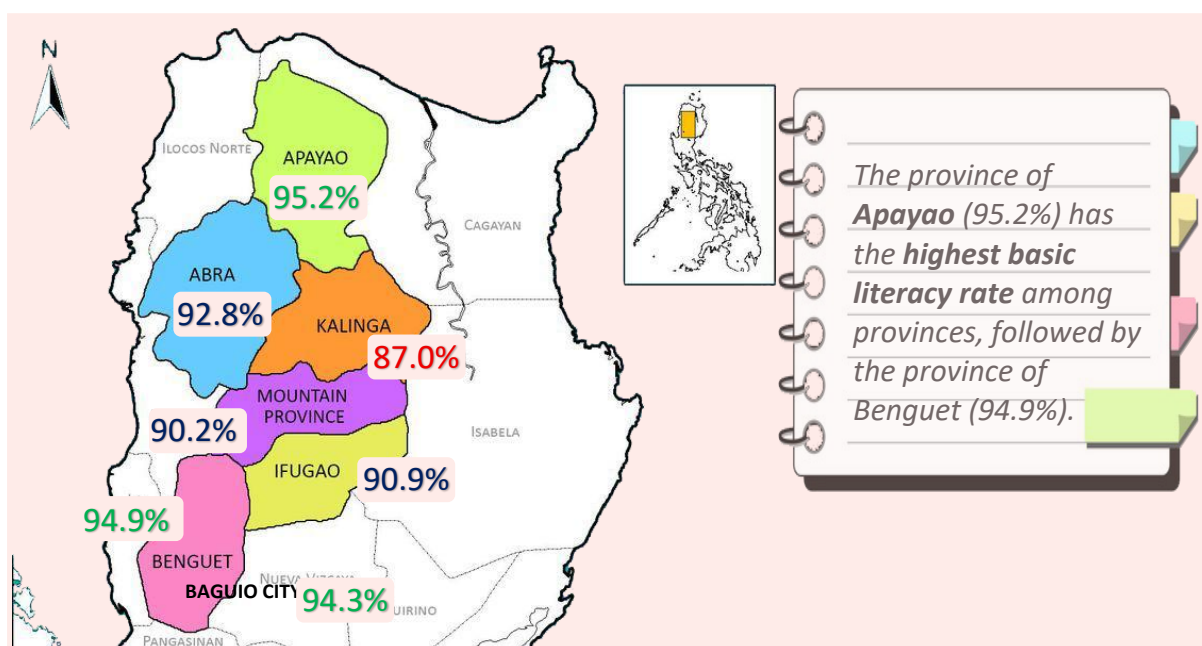 N
ILOCOS NORTE
APAYAO
95.2%
CAGAYAN
ABRA
92.8%
KALINGA
87.0%
MOUNTAIN
PROVINCE
90.2%
ISABELA
IFUGAO
90.9%
94.9%
BENGUET
BAGUIO CITY
94.3%
PANGASINAN
The province of
Apayao (95.2%) has
the highest basic
literacy rate among
provinces, followed by
the province of
Benguet (94.9%).